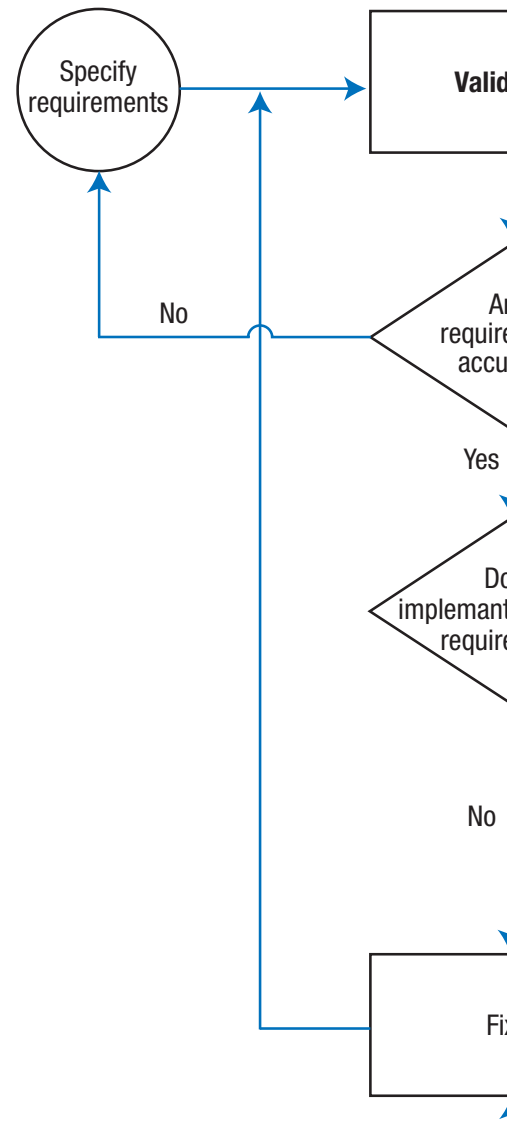 Specify
requirements
Valid
No
Ar
require
accu
Yes
Do
implemant
require
No
Fix